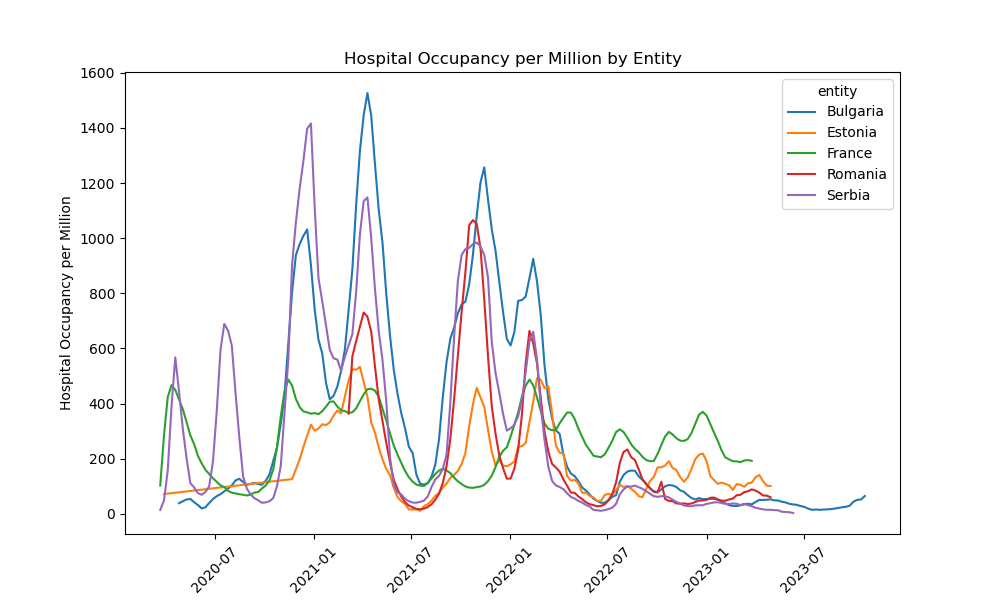 Hospital Occupancy per Million by Entity
Hospital Occupancy per Million
1600
1400
1200
1000
800
600
400
200
0
entity
Bulgaria
Estonia
France
Romania
Serbia
2020-07
2021-01
2021-07
2022-01
2022-07
2023-01
2023-07